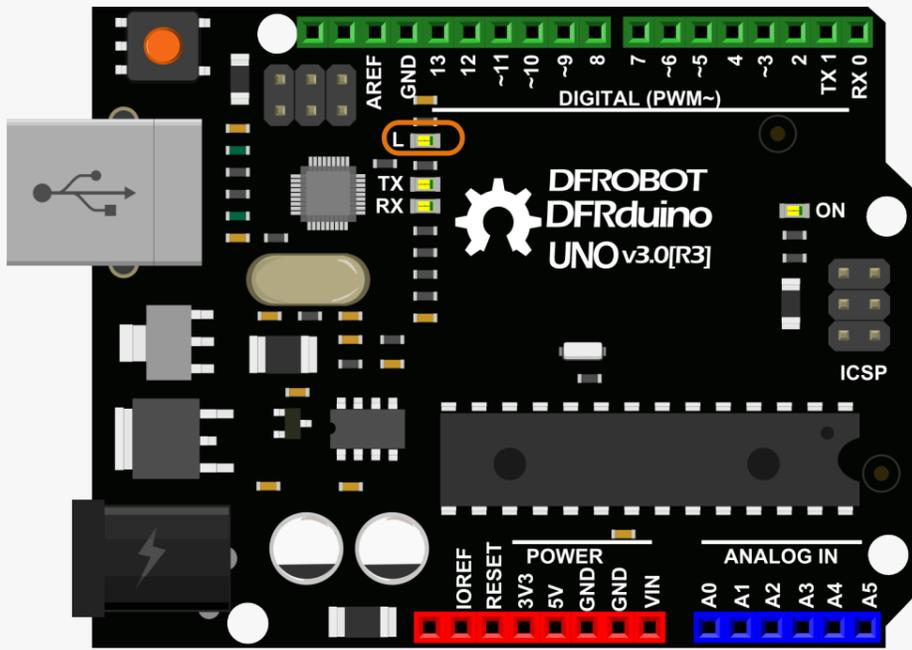 AREF
GND
13
12
~11
~10
~9
8
7
~6
~5
4
~3
2
TX 1
RX 0
DIGITAL (PWM~)
L
TX
RX
DFROBOT
DFRduino
UNO v3.0[R3]
ON
ICSP
POWER
ANALOG IN
IOREF
RESET
3V3
5V
GND
GND
VIN
A0
A1
A2
A3
A4
A5